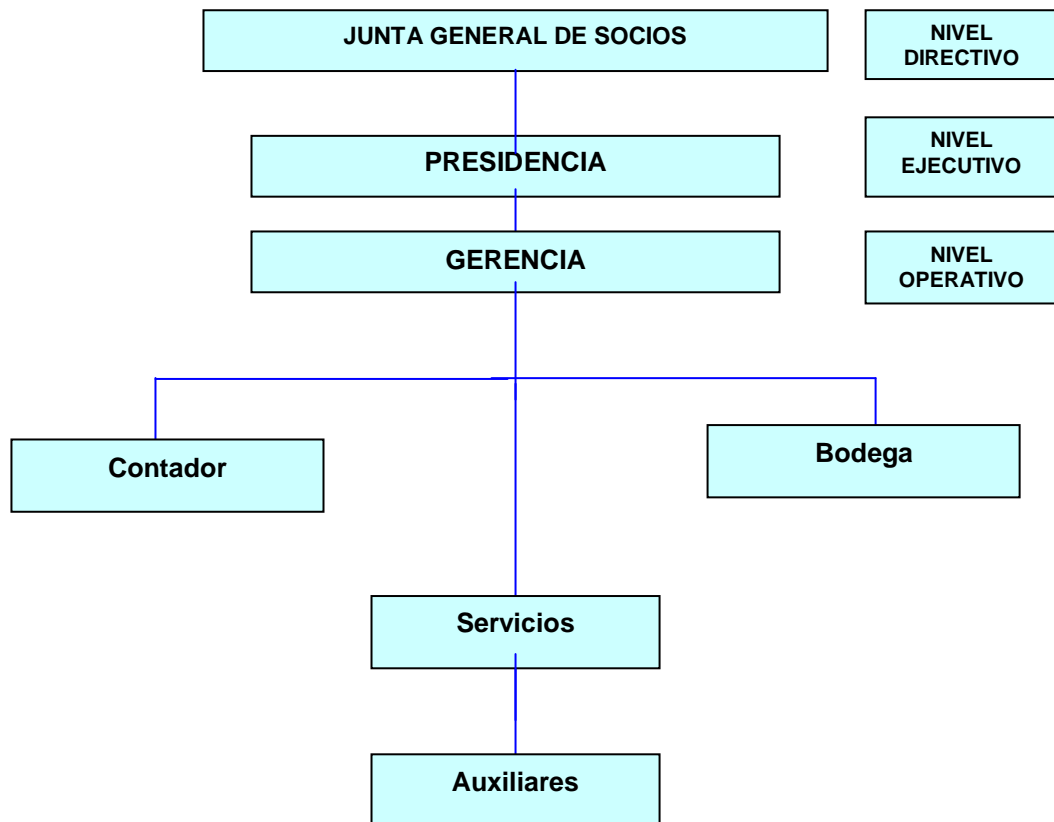 JUNTA GENERAL DE SOCIOS
NIVEL
DIRECTIVO
PRESIDENCIA
NIVEL
EJECUTIVO
GERENCIA
NIVEL
OPERATIVO
Contador
Bodega
Servicios
Auxiliares